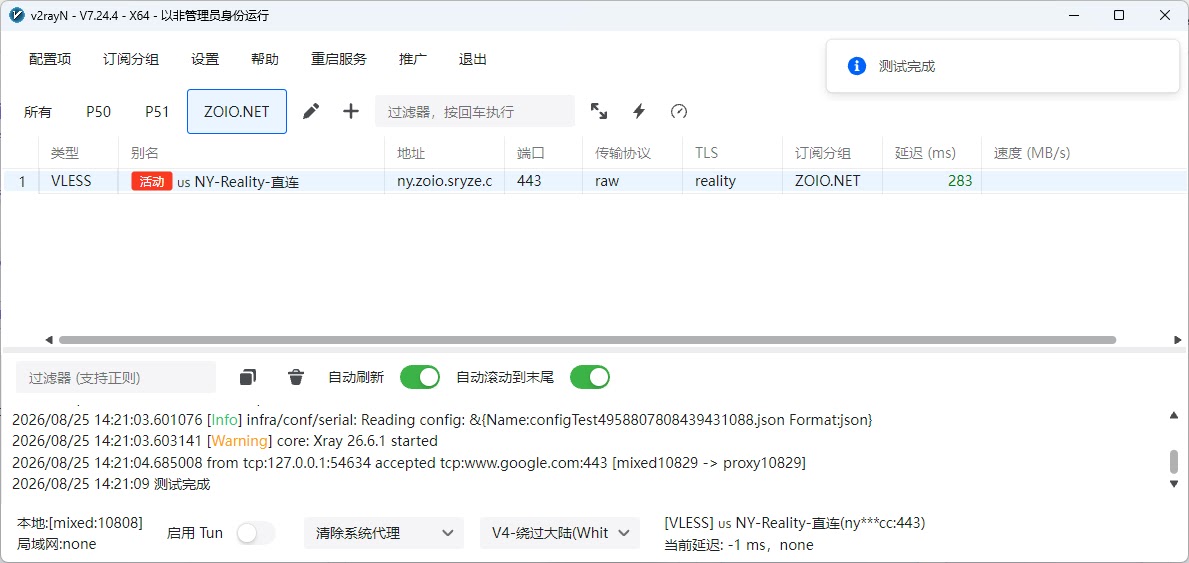 v2rayN - V7.24.4 - X64 - 以非管理员身份运行
配置项 订阅分组 设置 帮助 重启服务 推广 退出
测试完成
所有 P50 P51 ZOIO.NET 过滤器，按回车执行
类型 别名 地址 端口 传输协议 TLS 订阅分组 延迟 (ms) 速度 (MB/s)
1 VLESS 活动 us NY-Reality-直连 ny.zoio.sryze.c 443 raw reality ZOIO.NET 283
过滤器 (支持正则) 自动刷新 自动滚动到末尾
2026/08/25 14:21:03.601076 [Info] infra/conf/serial: Reading config: &{Name:configTest4958807808439431088.json Format:json}
2026/08/25 14:21:03.603141 [Warning] core: Xray 26.6.1 started
2026/08/25 14:21:04.685008 from tcp:127.0.0.1:54634 accepted tcp:www.google.com:443 [mixed10829 -> proxy10829]
2026/08/25 14:21:09 测试完成
本地:[mixed:10808]
局域网:none
启用 Tun 清除系统代理 V4-绕过大陆(Whit
[VLESS] us NY-Reality-直连(ny***cc:443)
当前延迟: -1 ms，none